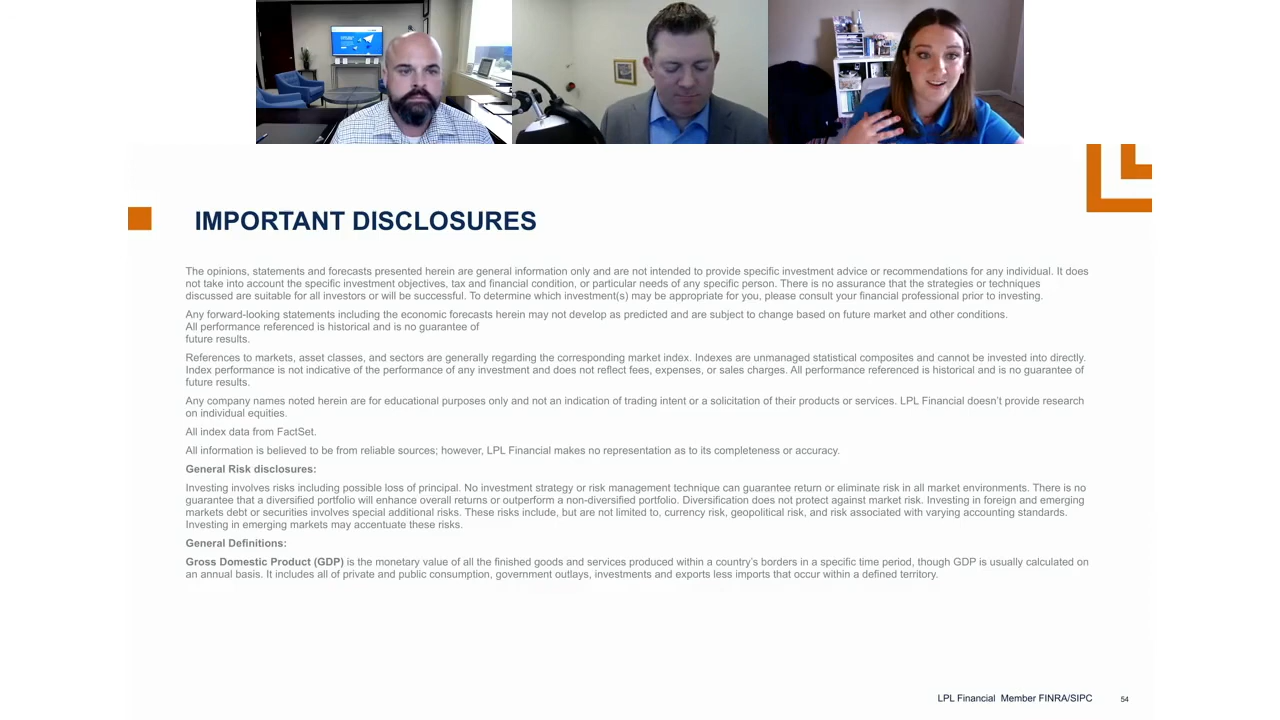 IMPORTANT DISCLOSURES
The opinions, statements and forecasts presented herein are general information only and are not intended to provide specific investment advice or recommendations for any individual. It does
not take into account the specific investment objectives, tax and financial condition, or particular needs of any specific person. There is no assurance that the strategies or techniques
discussed are suitable for all investors or will be successful. To determine which investment(s) may be appropriate for you, please consult your financial professional prior to investing.
Any forward-looking statements including the economic forecasts herein may not develop as predicted and are subject to change based on future market and other conditions.
All performance referenced is historical and is no guarantee of
future results.
References to markets, asset classes, and sectors are generally regarding the corresponding market index. Indexes are unmanaged statistical composites and cannot be invested into directly.
Index performance is not indicative of the performance of any investment and does not reflect fees, expenses, or sales charges. All performance referenced is historical and is no guarantee of
future results.
Any company names noted herein are for educational purposes only and not an indication of trading intent or a solicitation of their products or services. LPL Financial doesn't provide research
on individual equities.
All index data from FactSet.
All information is believed to be from reliable sources; however, LPL Financial makes no representation as to its completeness or accuracy.
General Risk disclosures:
Investing involves risks including possible loss of principal. No investment strategy or risk management technique can guarantee return or eliminate risk in all market environments. There is no
guarantee that a diversified portfolio will enhance overall returns or outperform a non-diversified portfolio. Diversification does not protect against market risk. Investing in foreign and emerging
markets debt or securities involves special additional risks. These risks include, but are not limited to, currency risk, geopolitical risk, and risk associated with varying accounting standards.
Investing in emerging markets may accentuate these risks.
General Definitions:
Gross Domestic Product (GDP) is the monetary value of all the finished goods and services produced within a country's borders in a specific time period, though GDP is usually calculated on
an annual basis. It includes all of private and public consumption, government outlays, investments and exports less imports that occur within a defined territory.
LPL Financial Member FINRA/SIPC
54